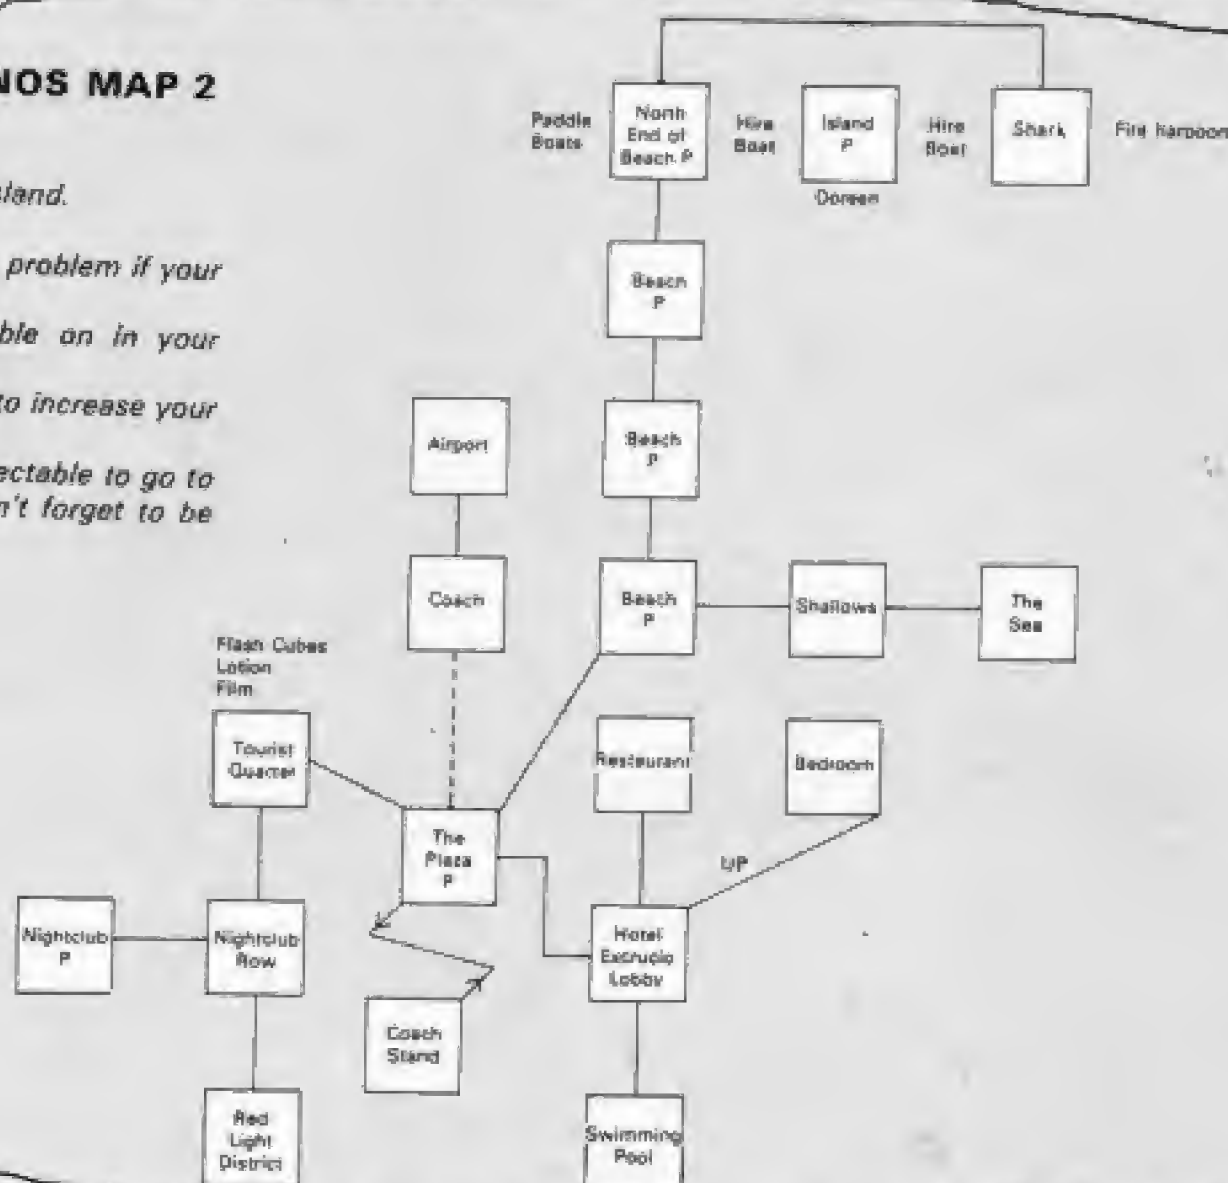 NOS MAP 2
sland.
problem if your
ble on in your
to increase your
ectable to go to
n't forget to be
Paddle
Boats
North
End of
Beach P
Hire
Boat
Island
P
Doreen
Hire
Boat
Shark
Fire harpoon
Beach
P
Airport
Beach
P
Coach
Beach
P
Shallows
The
Sea
Flash Cubes
Lotion
Film
Tourist
Quarter
Restaurant
Bedroom
The
Plaza
P
UP
Nightclub
P
Nightclub
Row
Hotel
Extrucio
Lobby
Coach
Stand
Red
Light
District
Swimming
Pool